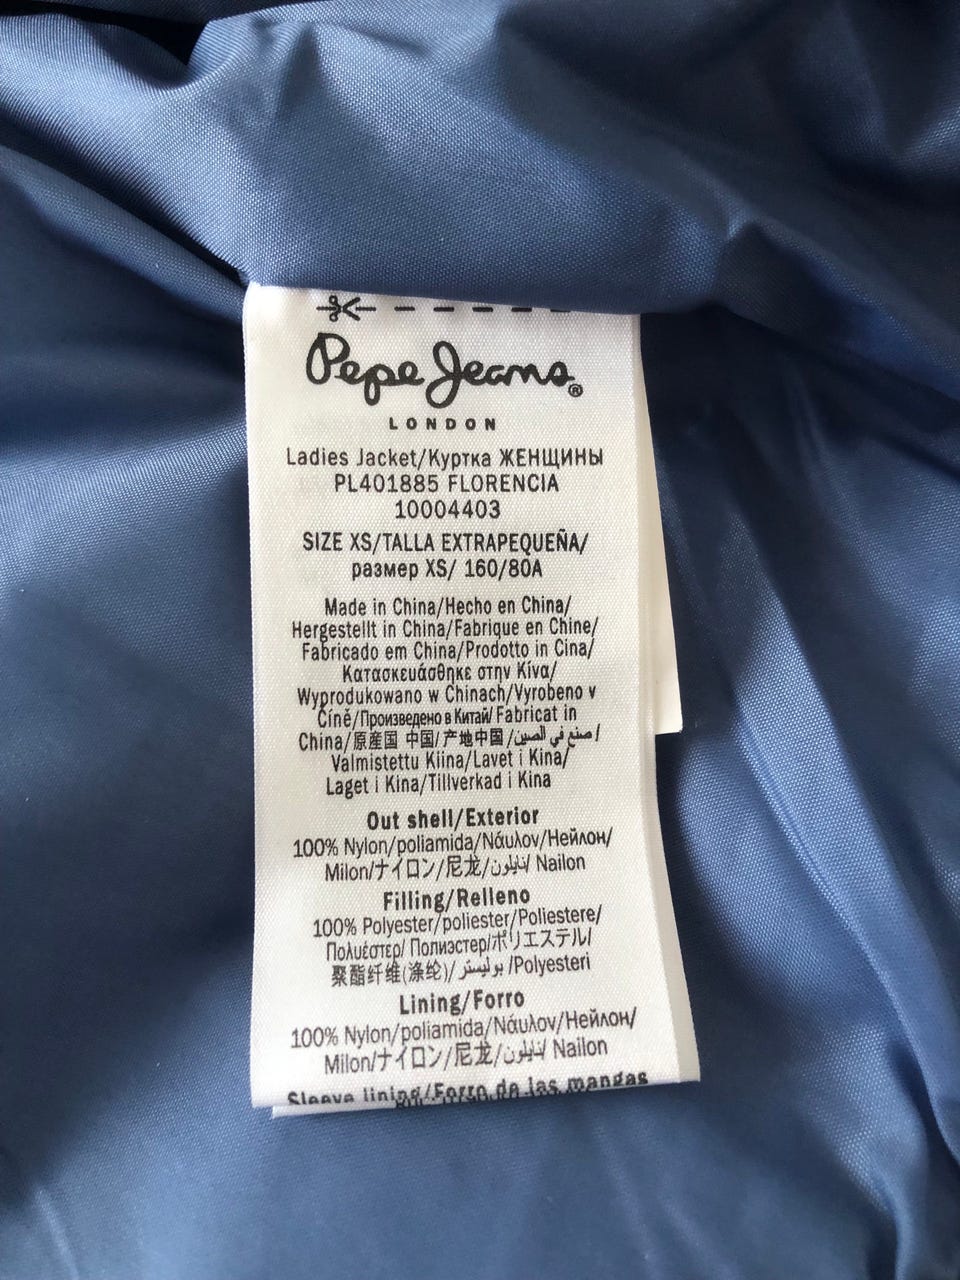 Pepe Jeans®
LONDON
Ladies Jacket/Куртка ЖЕНЩИНЫ
PL401885 FLORENCIA
10004403
SIZE XS/TALLA EXTRAPEQUEÑA/
размер XS/ 160/80A
Made in China/Hecho en China/
Hergestellt in China/Fabrique en Chine/
Fabricado em China/Prodotto in Cina/
Κατασκευάσθηκε στην Κίνα/
Wyprodukowano w Chinach/Vyrobeno v
Číně/Произведено в Китай/Fabricat in
China/原産国 中国/产地中国/صنع في الصين/
Valmistettu Kiina/Lavet i Kina/
Laget i Kina/Tillverkad i Kina
Out shell/Exterior
100% Nylon/poliamida/Νάυλον/Нейлон/
Milon/ナイロン/尼龙/نايلون/ Nailon
Filling/Relleno
100% Polyester/poliester/Poliestere/
Πολυέστερ/ Полиэстер/ポリエステル/
聚酯纤维(涤纶)/بوليستر /Polyesteri
Lining/Forro
100% Nylon/poliamida/Νάυλον/Нейлон/
Milon/ナイロン/尼龙/نايلون/ Nailon
Sleeve lining/Forro de las mangas